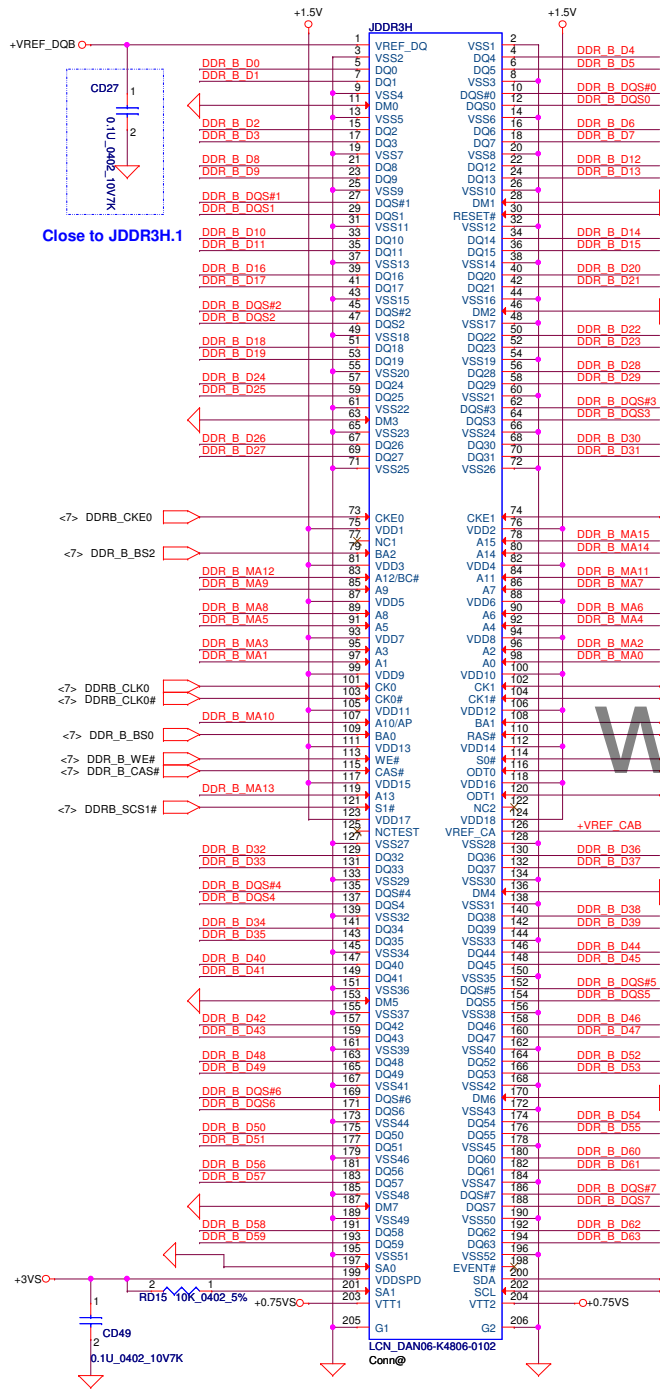 +1.5V +1.5V
JDDR3H
+VREF_DQB 1 VREF_DQ VSS1 2
3 VSS2 DQ4 4 DDR_B_D4
DDR_B_D0 5 DQ0 DQ5 6 DDR_B_D5
DDR_B_D1 7 DQ1 VSS3 8
9 VSS4 DQS#0 10 DDR_B_DQS#0
11 DM0 DQS0 12 DDR_B_DQS0
13 VSS5 VSS6 14
DDR_B_D2 15 DQ2 DQ6 16 DDR_B_D6
DDR_B_D3 17 DQ3 DQ7 18 DDR_B_D7
19 VSS7 VSS8 20
DDR_B_D8 21 DQ8 DQ12 22 DDR_B_D12
DDR_B_D9 23 DQ9 DQ13 24 DDR_B_D13
25 VSS9 VSS10 26
DDR_B_DQS#1 27 DQS#1 DM1 28
DDR_B_DQS1 29 DQS1 RESET# 30
31 VSS11 VSS12 32
DDR_B_D10 33 DQ10 DQ14 34 DDR_B_D14
DDR_B_D11 35 DQ11 DQ15 36 DDR_B_D15
37 VSS13 VSS14 38
DDR_B_D16 39 DQ16 DQ20 40 DDR_B_D20
DDR_B_D17 41 DQ17 DQ21 42 DDR_B_D21
43 VSS15 VSS16 44
DDR_B_DQS#2 45 DQS#2 DM2 46
DDR_B_DQS2 47 DQS2 VSS17 48
49 VSS18 DQ22 50 DDR_B_D22
DDR_B_D18 51 DQ18 DQ23 52 DDR_B_D23
DDR_B_D19 53 DQ19 VSS19 54
55 VSS20 DQ28 56 DDR_B_D28
DDR_B_D24 57 DQ24 DQ29 58 DDR_B_D29
DDR_B_D25 59 DQ25 VSS21 60
61 VSS22 DQS#3 62 DDR_B_DQS#3
63 DM3 DQS3 64 DDR_B_DQS3
65 VSS23 VSS24 66
DDR_B_D26 67 DQ26 DQ30 68 DDR_B_D30
DDR_B_D27 69 DQ27 DQ31 70 DDR_B_D31
71 VSS25 VSS26 72
CD27 1 2 0.1U_0402_10V7K
Close to JDDR3H.1
<7> DDRB_CKE0 73 CKE0 CKE1 74
75 VDD1 VDD2 76
77 NC1 A15 78 DDR_B_MA15
<7> DDR_B_BS2 79 BA2 A14 80 DDR_B_MA14
81 VDD3 VDD4 82
DDR_B_MA12 83 A12/BC# A11 84 DDR_B_MA11
DDR_B_MA9 85 A9 A7 86 DDR_B_MA7
87 VDD5 VDD6 88
DDR_B_MA8 89 A8 A6 90 DDR_B_MA6
DDR_B_MA5 91 A5 A4 92 DDR_B_MA4
93 VDD7 VDD8 94
DDR_B_MA3 95 A3 A2 96 DDR_B_MA2
DDR_B_MA1 97 A1 A0 98 DDR_B_MA0
99 VDD9 VDD10 100
<7> DDRB_CLK0 101 CK0 CK1 102
<7> DDRB_CLK0# 103 CK0# CK1# 104
105 VDD11 VDD12 106
DDR_B_MA10 107 A10/AP BA1 108
<7> DDR_B_BS0 109 BA0 RAS# 110
111 VDD13 VDD14 112
<7> DDR_B_WE# 113 WE# S0# 114
<7> DDR_B_CAS# 115 CAS# ODT0 116
117 VDD15 VDD16 118
DDR_B_MA13 119 A13 ODT1 120
<7> DDRB_SCS1# 121 S1# NC2 122
123 VDD17 VDD18 124
125 NCTEST VREF_CA 126 +VREF_CAB
127 VSS27 VSS28 128
DDR_B_D32 129 DQ32 DQ36 130 DDR_B_D36
DDR_B_D33 131 DQ33 DQ37 132 DDR_B_D37
133 VSS29 VSS30 134
DDR_B_DQS#4 135 DQS#4 DM4 136
DDR_B_DQS4 137 DQS4 VSS31 138
139 VSS32 DQ38 140 DDR_B_D38
DDR_B_D34 141 DQ34 DQ39 142 DDR_B_D39
DDR_B_D35 143 DQ35 VSS33 144
145 VSS34 DQ44 146 DDR_B_D44
DDR_B_D40 147 DQ40 DQ45 148 DDR_B_D45
DDR_B_D41 149 DQ41 VSS35 150
151 VSS36 DQS#5 152 DDR_B_DQS#5
153 DM5 DQS5 154 DDR_B_DQS5
155 VSS37 VSS38 156
DDR_B_D42 157 DQ42 DQ46 158 DDR_B_D46
DDR_B_D43 159 DQ43 DQ47 160 DDR_B_D47
161 VSS39 VSS40 162
DDR_B_D48 163 DQ48 DQ52 164 DDR_B_D52
DDR_B_D49 165 DQ49 DQ53 166 DDR_B_D53
167 VSS41 VSS42 168
DDR_B_DQS#6 169 DQS#6 DM6 170
DDR_B_DQS6 171 DQS6 VSS43 172
173 VSS44 DQ54 174 DDR_B_D54
DDR_B_D50 175 DQ50 DQ55 176 DDR_B_D55
DDR_B_D51 177 DQ51 VSS45 178
179 VSS46 DQ60 180 DDR_B_D60
DDR_B_D56 181 DQ56 DQ61 182 DDR_B_D61
DDR_B_D57 183 DQ57 VSS47 184
185 VSS48 DQS#7 186 DDR_B_DQS#7
187 DM7 DQS7 188 DDR_B_DQS7
189 VSS49 VSS50 190
DDR_B_D58 191 DQ58 DQ62 192 DDR_B_D62
DDR_B_D59 193 DQ59 DQ63 194 DDR_B_D63
195 VSS51 VSS52 196
197 SA0 EVENT# 198
+3VS 199 VDDSPD SDA 200
2 1 201 SA1 SCL 202
RD15 10K_0402_5%
+0.75VS 203 VTT1 VTT2 204 +0.75VS
205 G1 G2 206
1 2 CD49
0.1U_0402_10V7K
LCN_DAN06-K4806-0102
Conn@
W